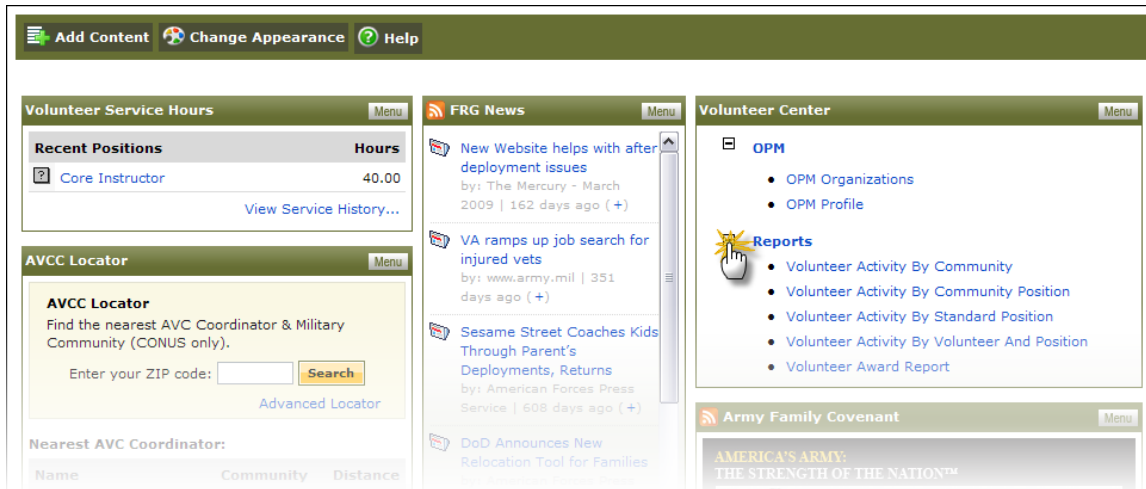 Add Content Change Appearance Help
Volunteer Service Hours Menu
Recent Positions Hours
Core Instructor 40.00
View Service History...
AVCC Locator Menu
AVCC Locator
Find the nearest AVC Coordinator & Military
Community (CONUS only).
Enter your ZIP code: Search
Advanced Locator
Nearest AVC Coordinator:
Name Community Distance
FRG News Menu
New Website helps with after
deployment issues
by: The Mercury - March
2009 | 162 days ago (+)
VA ramps up job search for
injured vets
by: www.army.mil | 351
days ago (+)
Sesame Street Coaches Kids
Through Parent's
Deployments, Returns
by: American Forces Press
Service | 608 days ago (+)
DoD Announces New
Relocation Tool for Families
Volunteer Center Menu
OPM
OPM Organizations
OPM Profile
Reports
Volunteer Activity By Community
Volunteer Activity By Community Position
Volunteer Activity By Standard Position
Volunteer Activity By Volunteer And Position
Volunteer Award Report
Army Family Covenant Menu
AMERICA'S ARMY:
THE STRENGTH OF THE NATION™